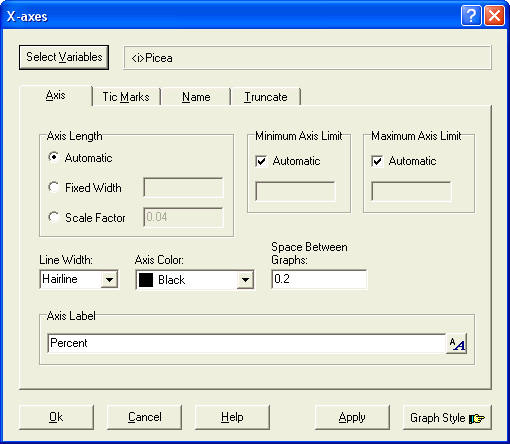 X-axes
Select Variables <i>Picea
Axis Tic Marks Name Truncate
Axis Length Minimum Axis Limit Maximum Axis Limit
Automatic Automatic Automatic
Fixed Width
Scale Factor 0.04
Space Between
Line Width: Axis Color: Graphs:
Hairline Black 0.2
Axis Label
Percent AA
Ok Cancel Help Apply Graph Style